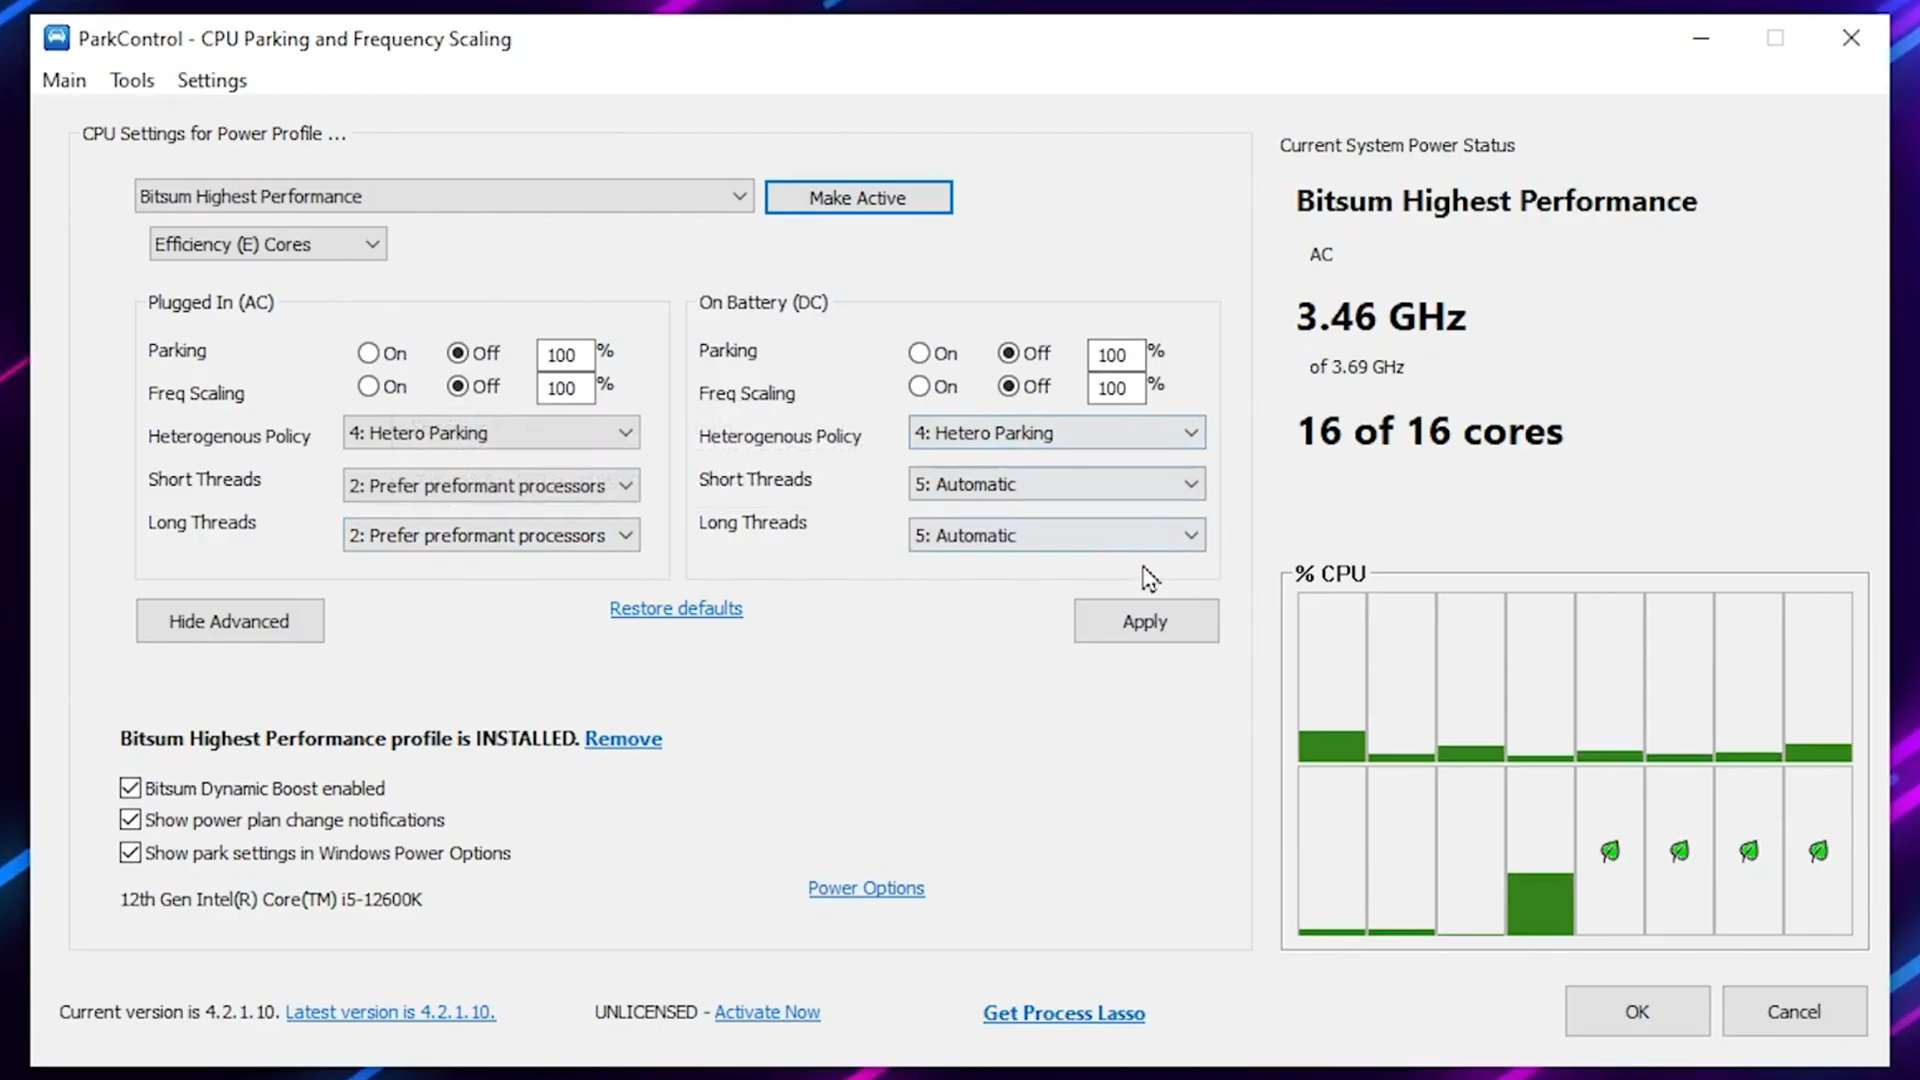 ParkControl - CPU Parking and Frequency Scaling
Main Tools Settings
CPU Settings for Power Profile ...
Bitsum Highest Performance
Make Active
Efficiency (E) Cores
Plugged In (AC)
Parking On Off 100 %
Freq Scaling On Off 100 %
Heterogenous Policy 4: Hetero Parking
Short Threads 2: Prefer preformant processors
Long Threads 2: Prefer preformant processors
On Battery (DC)
Parking On Off 100 %
Freq Scaling On Off 100 %
Heterogenous Policy 4: Hetero Parking
Short Threads 5: Automatic
Long Threads 5: Automatic
Hide Advanced
Restore defaults
Apply
Bitsum Highest Performance profile is INSTALLED. Remove
Bitsum Dynamic Boost enabled
Show power plan change notifications
Show park settings in Windows Power Options
12th Gen Intel(R) Core(TM) i5-12600K
Power Options
Current System Power Status
Bitsum Highest Performance
AC
3.46 GHz
of 3.69 GHz
16 of 16 cores
% CPU
Current version is 4.2.1.10. Latest version is 4.2.1.10.
UNLICENSED - Activate Now
Get Process Lasso
OK
Cancel